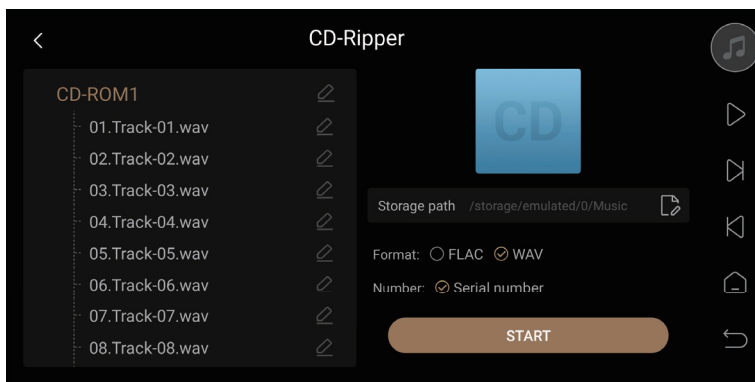 CD-Ripper
CD-ROM1
01.Track-01.wav
02.Track-02.wav
03.Track-03.wav
04.Track-04.wav
05.Track-05.wav
06.Track-06.wav
07.Track-07.wav
08.Track-08.wav
CD
Storage path /storage/emulated/0/Music
Format: FLAC WAV
Number: Serial number
START